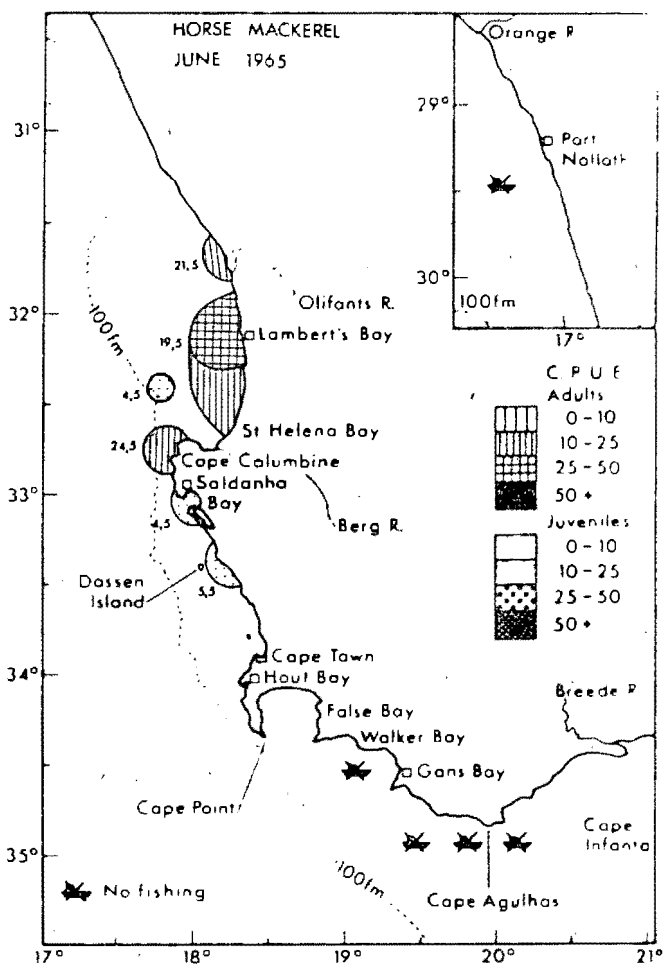 HORSE MACKEREL
JUNE 1965
Orange R
29°
Port
Nolloth
30°
100fm
17°
31°
32°
33°
34°
35°
100fm
21,5
Olifants R.
19,5
Lambert's Bay
4,5
St Helena Bay
24,5
Cape Columbine
Saldanha
Bay
4,5
Berg R.
Dassen
Island
5,5
C. P. U. E
Adults
0-10
10-25
25-50
50+
Juveniles
0-10
10-25
25-50
50+
Cape Town
Hout Bay
Breede R
False Bay
Walker Bay
Gans Bay
Cape Point
Cape
Infanta
100fm
Cape Agulhas
No fishing
17°
18°
19°
20°
21°